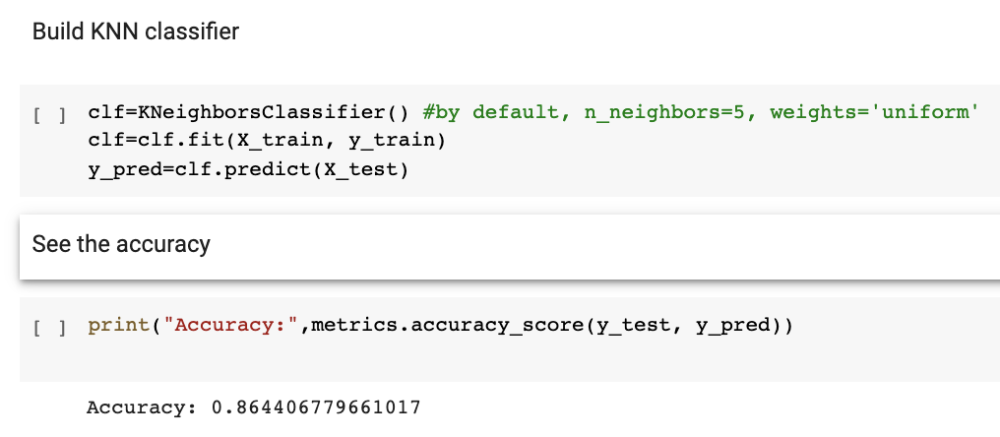 Build KNN classifier
[ ] clf=KNeighborsClassifier() #by default, n_neighbors=5, weights='uniform'
clf=clf.fit(X_train, y_train)
y_pred=clf.predict(X_test)
See the accuracy
[ ] print("Accuracy:",metrics.accuracy_score(y_test, y_pred))
Accuracy: 0.864406779661017